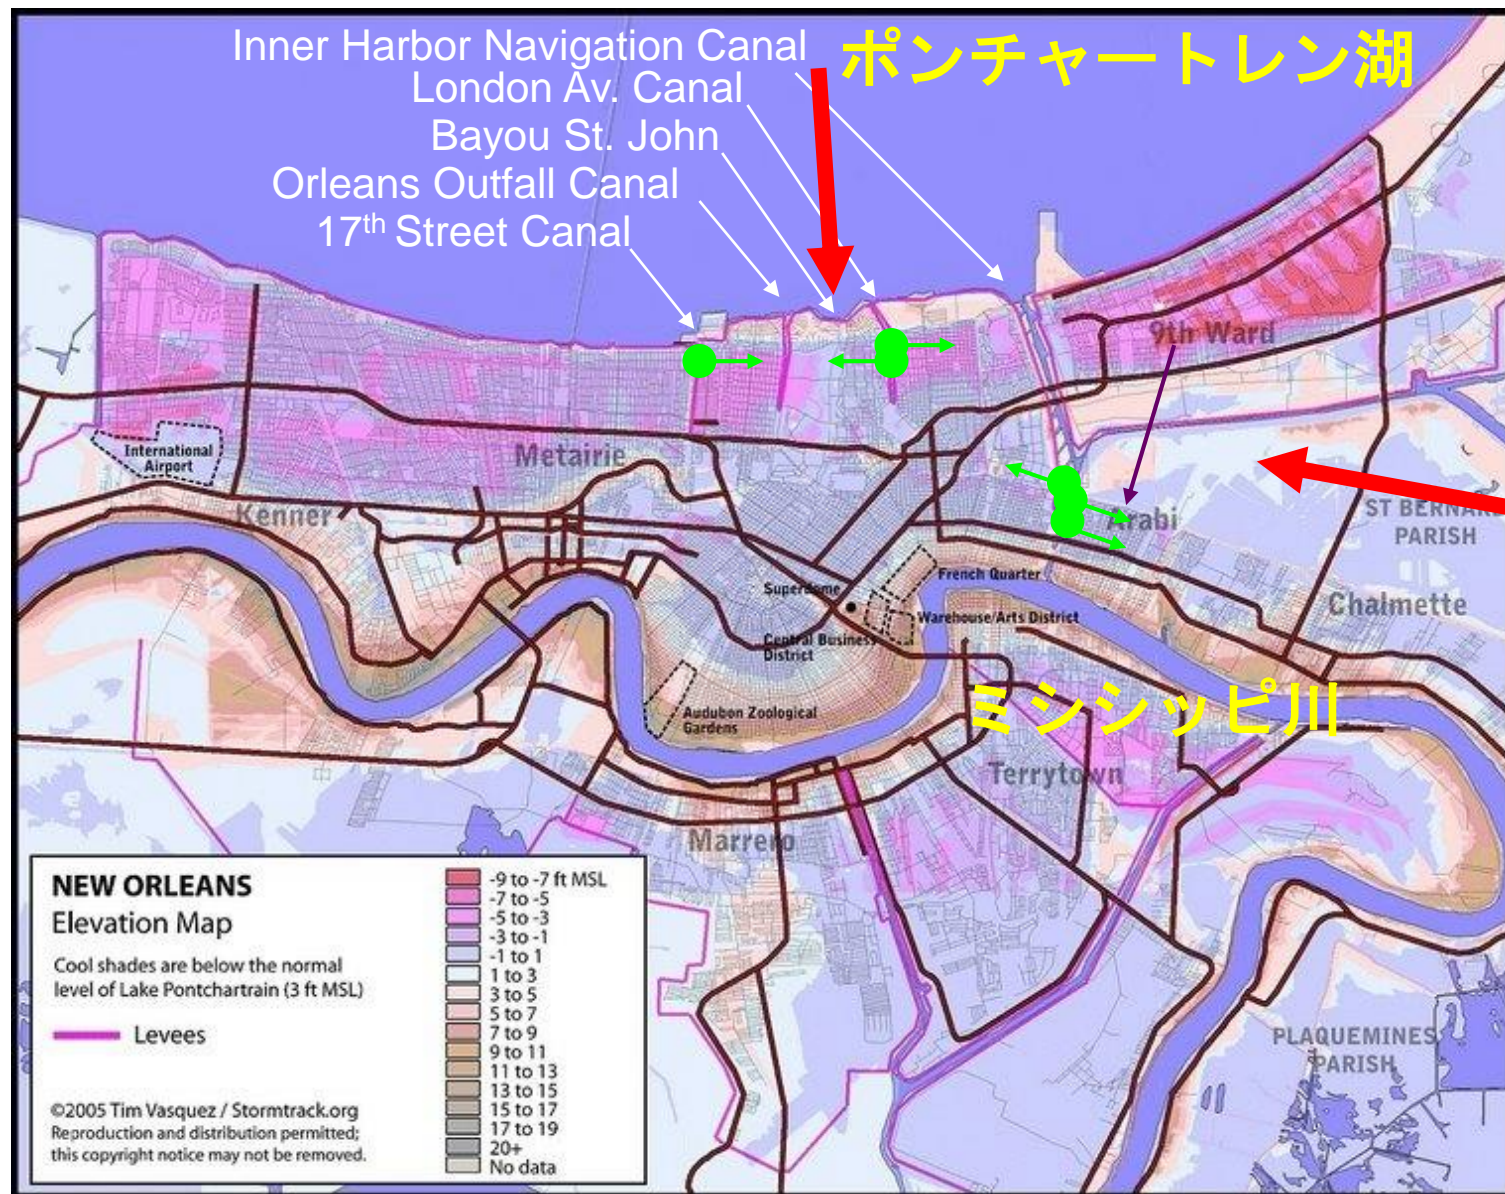 Inner Harbor Navigation Canal
ポンチャートレン湖
London Av. Canal
Bayou St. John
Orleans Outfall Canal
17th Street Canal
9th Ward
International
Airport
Metairie
Kenner
Arabi
ST BERNARD
PARISH
Superdome
French Quarter
Chalmette
Warehouse/Arts District
Central Business
District
ミシシッピ川
Audubon Zoological
Gardens
Terrytown
Marrero
NEW ORLEANS
Elevation Map
Cool shades are below the normal
level of Lake Pontchartrain (3 ft MSL)
Levees
©2005 Tim Vasquez / Stormtrack.org
Reproduction and distribution permitted;
this copyright notice may not be removed.
-9 to -7 ft MSL
-7 to -5
-5 to -3
-3 to -1
-1 to 1
1 to 3
3 to 5
5 to 7
7 to 9
9 to 11
11 to 13
13 to 15
15 to 17
17 to 19
20+
No data
PLAQUEMINES
PARISH